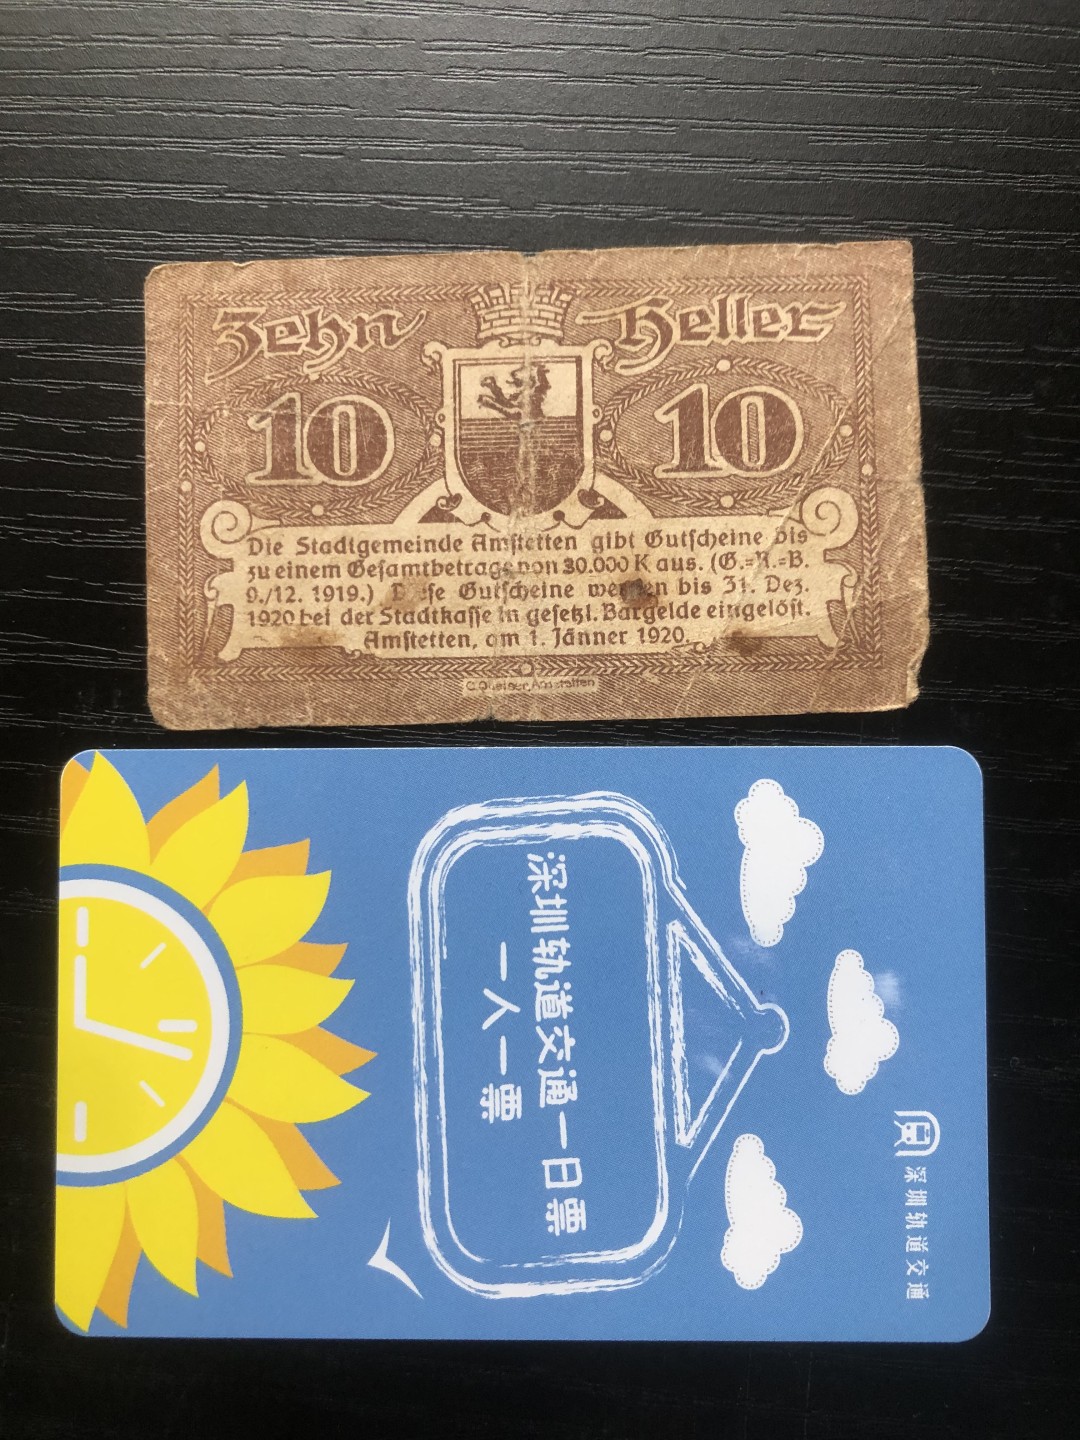 Zehn Heller
10 10
Die Stadtgemeinde Amstetten gibt Gutscheine bis
zu einem Gesamtbetrage von 30.000 K aus. (G.=R.=B.
9./12. 1919.) Diese Gutscheine werden bis 31. Dez.
1920 bei der Stadtkasse in gesetzl. Bargelde eingelöst.
Amstetten, am 1. Jänner 1920.
Amstetten
深圳轨道交通一日票
一人一票
深圳轨道交通